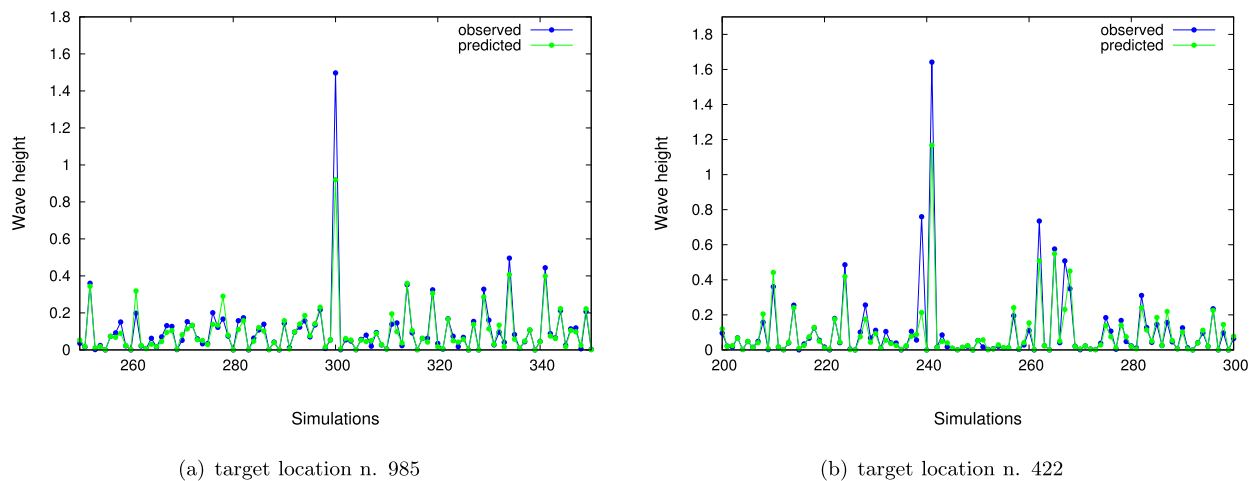 1.8
1.6
1.4
1.2
1
0.8
0.6
0.4
0.2
0
260 280 300 320 340
Wave height
Simulations
observed
predicted
(a) target location n. 985
1.8
1.6
1.4
1.2
1
0.8
0.6
0.4
0.2
0
200 220 240 260 280 300
Wave height
Simulations
observed
predicted
(b) target location n. 422